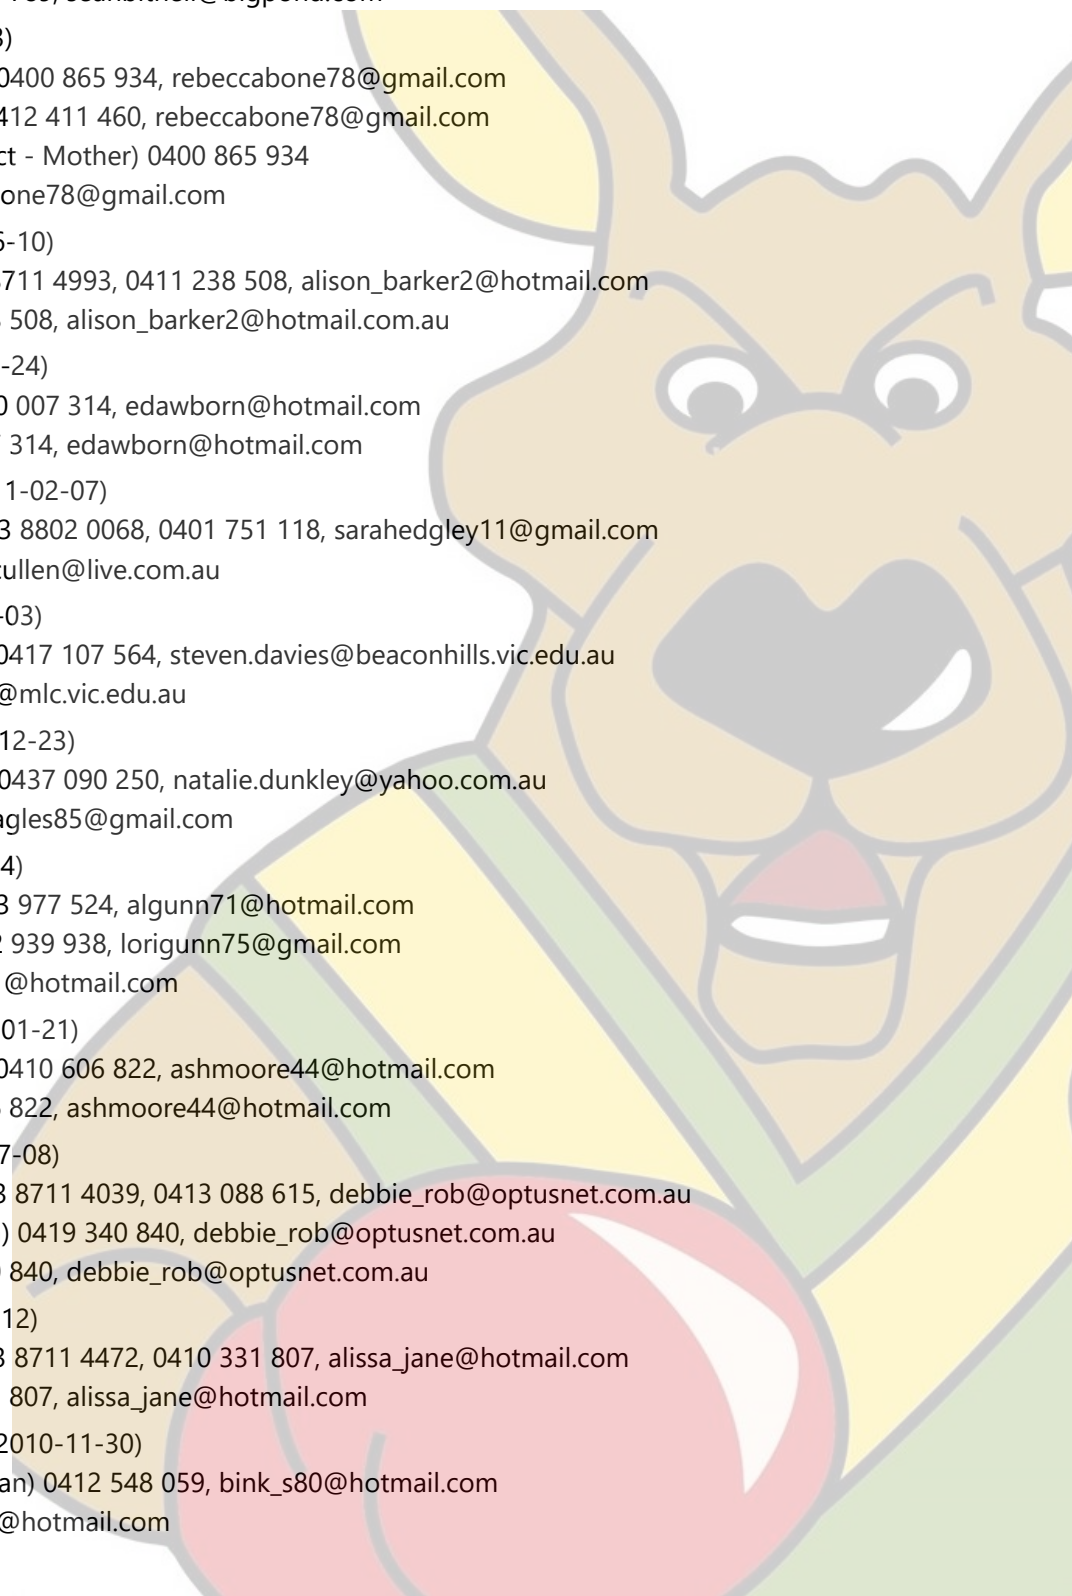 3)
0400 865 934, rebeccabone78@gmail.com
412 411 460, rebeccabone78@gmail.com
ct - Mother) 0400 865 934
one78@gmail.com
6-10)
8711 4993, 0411 238 508, alison_barker2@hotmail.com
508, alison_barker2@hotmail.com.au
-24)
0 007 314, edawborn@hotmail.com
314, edawborn@hotmail.com
1-02-07)
3 8802 0068, 0401 751 118, sarahedgley11@gmail.com
cullen@live.com.au
-03)
0417 107 564, steven.davies@beaconhills.vic.edu.au
@mlc.vic.edu.au
12-23)
0437 090 250, natalie.dunkley@yahoo.com.au
agles85@gmail.com
4)
3 977 524, algunn71@hotmail.com
2 939 938, lorigunn75@gmail.com
@hotmail.com
01-21)
0410 606 822, ashmoore44@hotmail.com
822, ashmoore44@hotmail.com
7-08)
3 8711 4039, 0413 088 615, debbie_rob@optusnet.com.au
) 0419 340 840, debbie_rob@optusnet.com.au
840, debbie_rob@optusnet.com.au
12)
3 8711 4472, 0410 331 807, alissa_jane@hotmail.com
807, alissa_jane@hotmail.com
2010-11-30)
an) 0412 548 059, bink_s80@hotmail.com
@hotmail.com